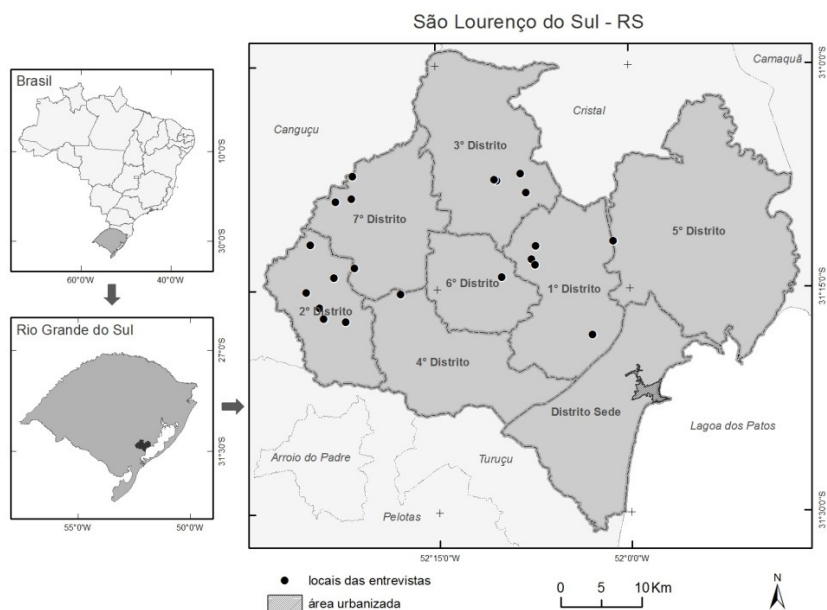 São Lourenço do Sul - RS
Brasil
10°0'S
30°0'S
60°0'W
40°0'W
Rio Grande do Sul
27°0'S
31°30'S
55°0'W
50°0'W
Camaquã
31°0'0"S
Cristal
Canguçu
3° Distrito
7° Distrito
5° Distrito
6° Distrito
1° Distrito
31°15'0"S
2° Distrito
4° Distrito
Distrito Sede
Lagoa dos Patos
Arroio do Padre
Turuçu
Pelotas
31°30'0"S
52°15'0"W
52°0'0"W
locais das entrevistas
área urbanizada
0 5 10Km
N